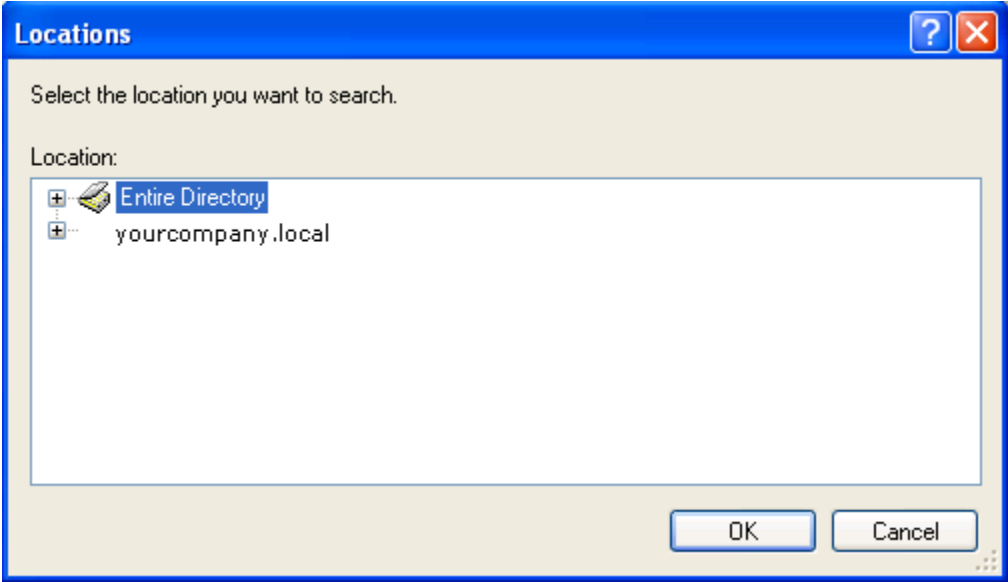 Locations
Select the location you want to search.
Location:
Entire Directory
yourcompany.local
OK Cancel